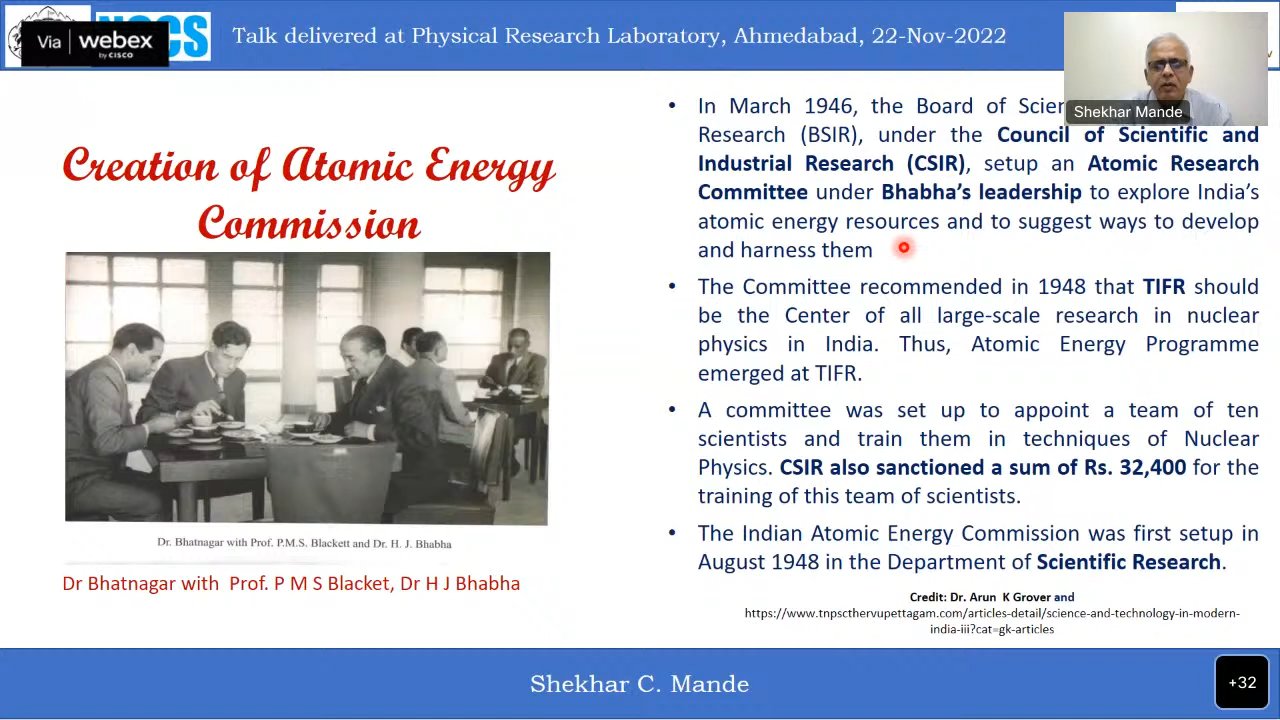 Via webex
by CISCO
CS
Talk delivered at Physical Research Laboratory, Ahmedabad, 22-Nov-2022
Shekhar Mande
Creation of Atomic Energy
Commission
Dr. Bhatnagar with Prof. P.M.S. Blackett and Dr. H. J. Bhabha
Dr Bhatnagar with Prof. P M S Blacket, Dr H J Bhabha
• In March 1946, the Board of
Research (BSIR), under the Council of Scientific and
Industrial Research (CSIR), setup an Atomic Research
Committee under Bhabha's leadership to explore India's
atomic energy resources and to suggest ways to develop
and harness them
• The Committee recommended in 1948 that TIFR should
be the Center of all large-scale research in nuclear
physics in India. Thus, Atomic Energy Programme
emerged at TIFR.
• A committee was set up to appoint a team of ten
scientists and train them in techniques of Nuclear
Physics. CSIR also sanctioned a sum of Rs. 32,400 for the
training of this team of scientists.
• The Indian Atomic Energy Commission was first setup in
August 1948 in the Department of Scientific Research.
Credit: Dr. Arun K Grover and
https://www.tnpscthervupettagam.com/articles-detail/science-and-technology-in-modern-
india-iii?cat=gk-articles
Shekhar C. Mande
+32